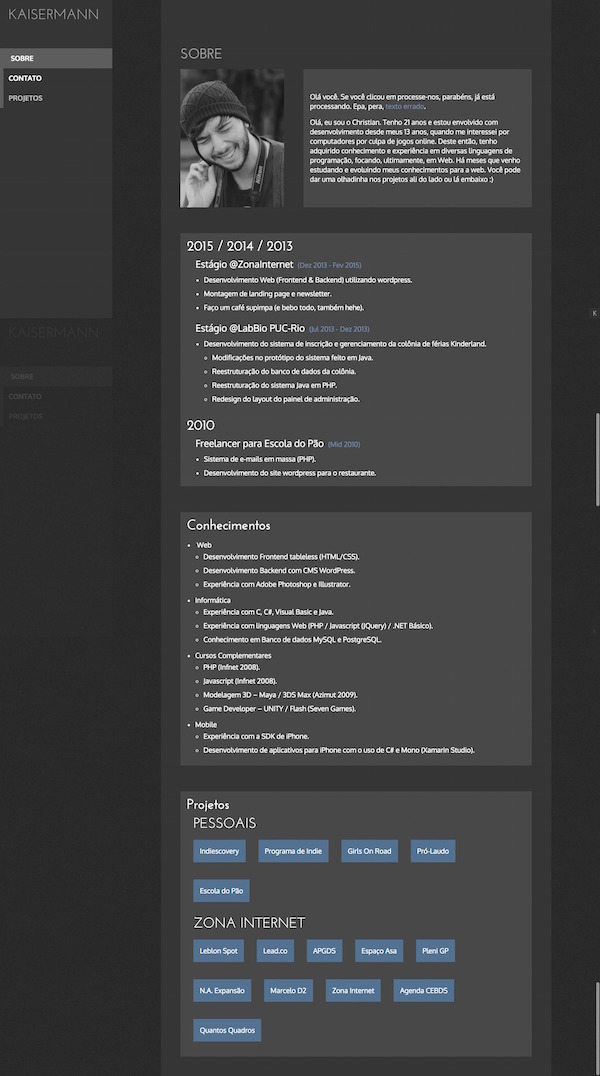 KAISERMANN
SOBRE
CONTATO
PROJETOS
SOBRE
Olá você. Se você clicou em processe-nos, parabéns, já está
processando. Epa, pera, texto errado.
Olá, eu sou o Christian. Tenho 21 anos e estou envolvido com
desenvolvimento desde meus 13 anos, quando me interessei por
computadores por culpa de jogos online. Deste então, tenho
adquirido conhecimento e experiência em diversas linguagens de
programação, focando, ultimamente, em Web. Há meses que venho
estudando e evoluindo meus conhecimentos para a web. Você pode
dar uma olhadinha nos projetos ali do lado ou lá embaixo :)
2015 / 2014 / 2013
Estágio @ZonaInternet (Dez 2013 - Fev 2015)
Desenvolvimento Web (Frontend & Backend) utilizando wordpress.
Montagem de landing page e newsletter.
Faço um café supimpa (e bebo todo, também hehe).
Estágio @LabBio PUC-Rio (Jul 2013 - Dez 2013)
Desenvolvimento do sistema de inscrição e gerenciamento da colônia de férias Kinderland.
Modificações no protótipo do sistema feito em Java.
Reestruturação do banco de dados da colônia.
Reestruturação do sistema Java em PHP.
Redesign do layout do painel de administração.
2010
Freelancer para Escola do Pão (Mid 2010)
Sistema de e-mails em massa (PHP).
Desenvolvimento do site wordpress para o restaurante.
KAISERMANN
SOBRE
CONTATO
PROJETOS
K
Conhecimentos
Web
Desenvolvimento Frontend tableless (HTML/CSS).
Desenvolvimento Backend com CMS WordPress.
Experiência com Adobe Photoshop e Illustrator.
Informática
Experiência com C, C#, Visual Basic e Java.
Experiência com linguagens Web (PHP / Javascript (jQuery) / .NET Básico).
Conhecimento em Banco de dados MySQL e PostgreSQL.
Cursos Complementares
PHP (Infnet 2008).
Javascript (Infnet 2008).
Modelagem 3D – Maya / 3DS Max (Azimut 2009).
Game Developer – UNITY / Flash (Seven Games).
Mobile
Experiência com a SDK de iPhone.
Desenvolvimento de aplicativos para iPhone com o uso de C# e Mono (Xamarin Studio).
Projetos
PESSOAIS
Indiescovery Programa de Indie Girls On Road Pró-Laudo
Escola do Pão
ZONA INTERNET
Leblon Spot Lead.co APGDS Espaço Asa Pleni GP
N.A. Expansão Marcelo D2 Zona Internet Agenda CEBDS
Quantos Quadros